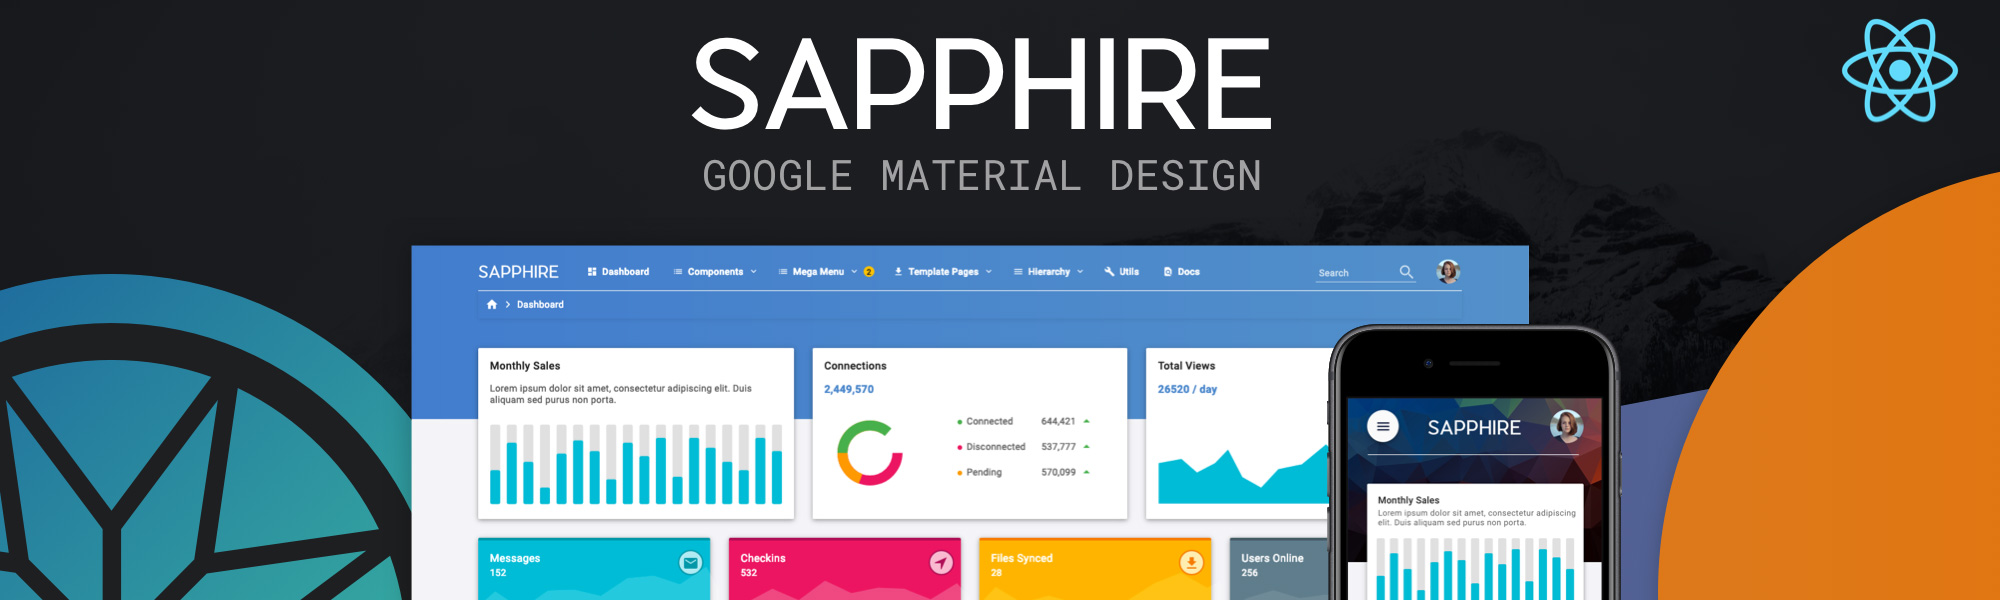 SAPPHIRE
GOOGLE MATERIAL DESIGN
SAPPHIRE Dashboard Components Mega Menu 2 Template Pages Hierarchy Utils Docs Search
Dashboard
Monthly Sales
Lorem ipsum dolor sit amet, consectetur adipiscing elit. Duis
aliquam sed purus non porta.
Connections
2,449,570
Connected 644,421
Disconnected 537,777
Pending 570,099
Total Views
26520 / day
Messages
152
Checkins
532
Files Synced
28
Users Online
256
SAPPHIRE
Monthly Sales
Lorem ipsum dolor sit amet, consectetur adipiscing
elit. Duis aliquam sed purus non porta.